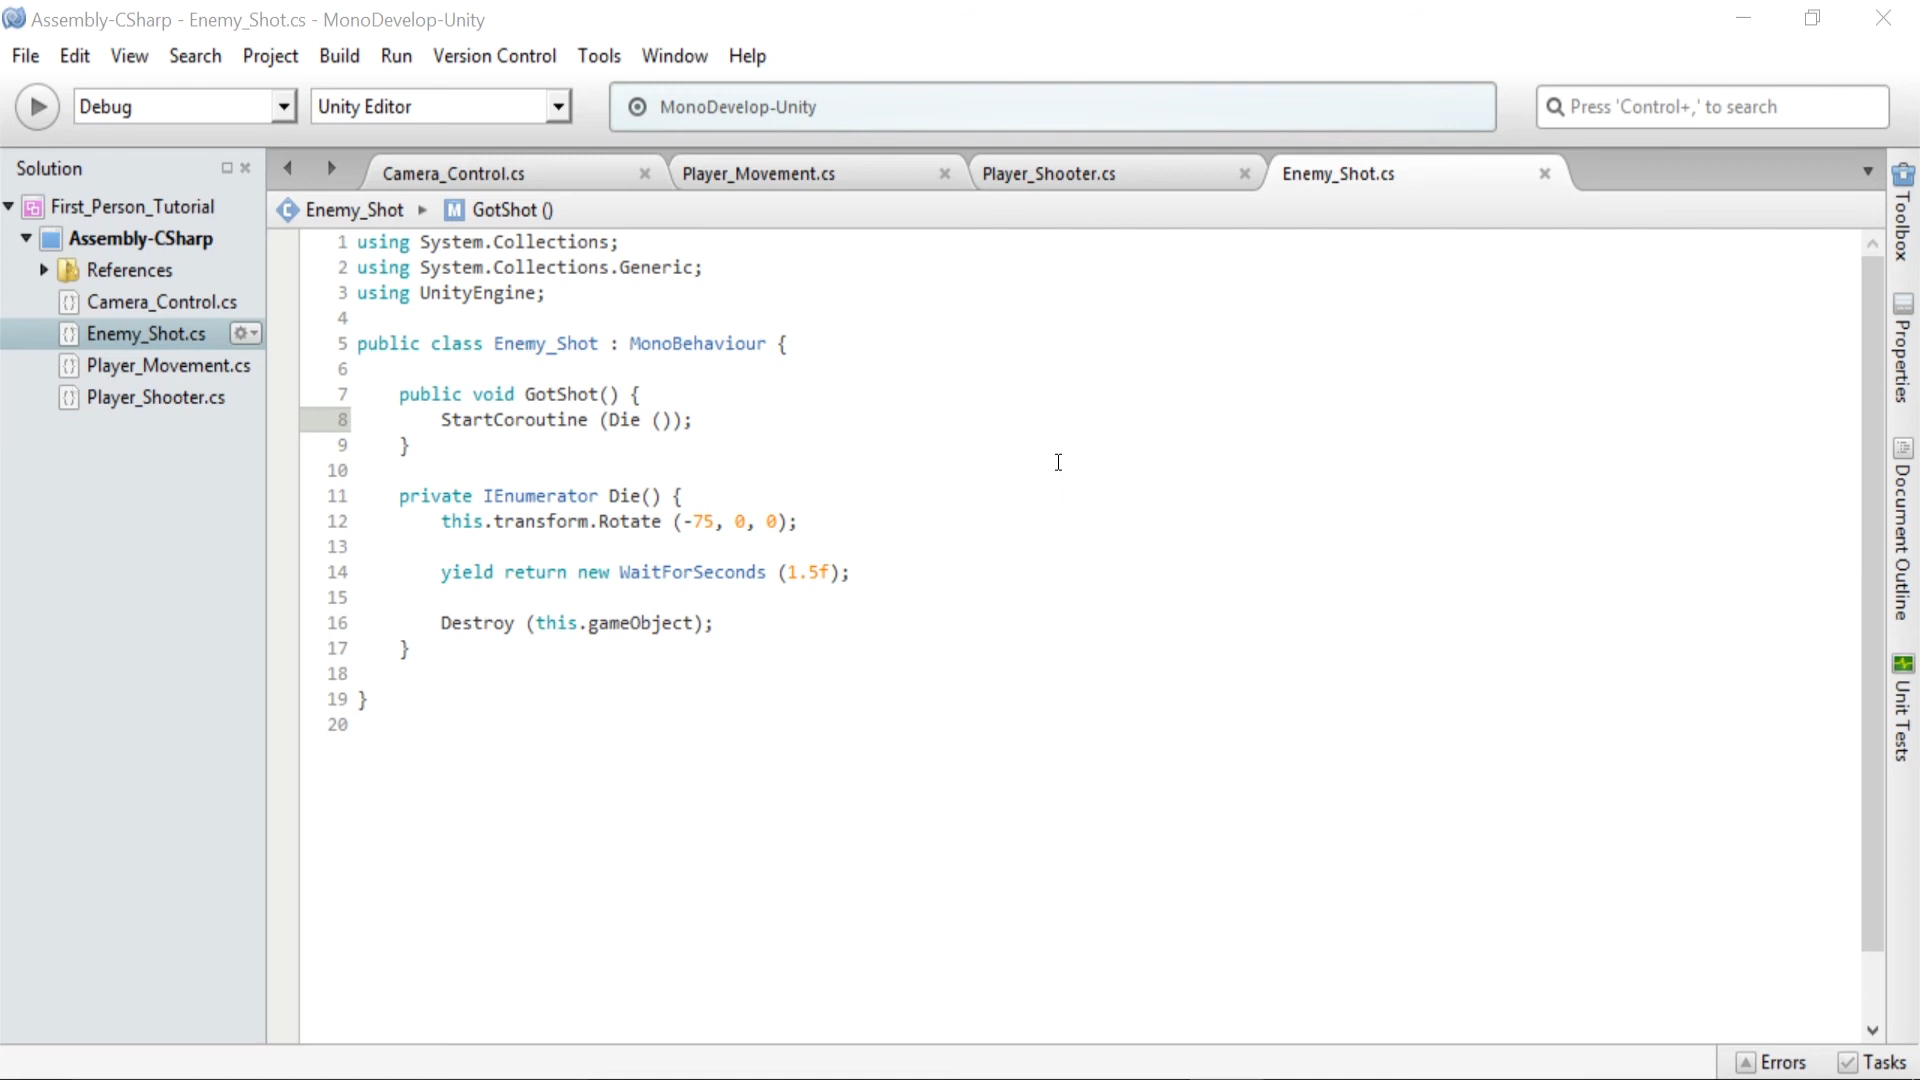 Assembly-CSharp - Enemy_Shot.cs - MonoDevelop-Unity
File Edit View Search Project Build Run Version Control Tools Window Help
Debug Unity Editor MonoDevelop-Unity Press 'Control+,' to search
Solution
First_Person_Tutorial
Assembly-CSharp
References
Camera_Control.cs
Enemy_Shot.cs
Player_Movement.cs
Player_Shooter.cs
Camera_Control.cs Player_Movement.cs Player_Shooter.cs Enemy_Shot.cs
Enemy_Shot GotShot ()
1 using System.Collections;
2 using System.Collections.Generic;
3 using UnityEngine;
4
5 public class Enemy_Shot : MonoBehaviour {
6
7 public void GotShot() {
8 StartCoroutine (Die ());
9 }
10
11 private IEnumerator Die() {
12 this.transform.Rotate (-75, 0, 0);
13
14 yield return new WaitForSeconds (1.5f);
15
16 Destroy (this.gameObject);
17 }
18
19 }
20
Toolbox
Properties
Document Outline
Unit Tests
Errors Tasks